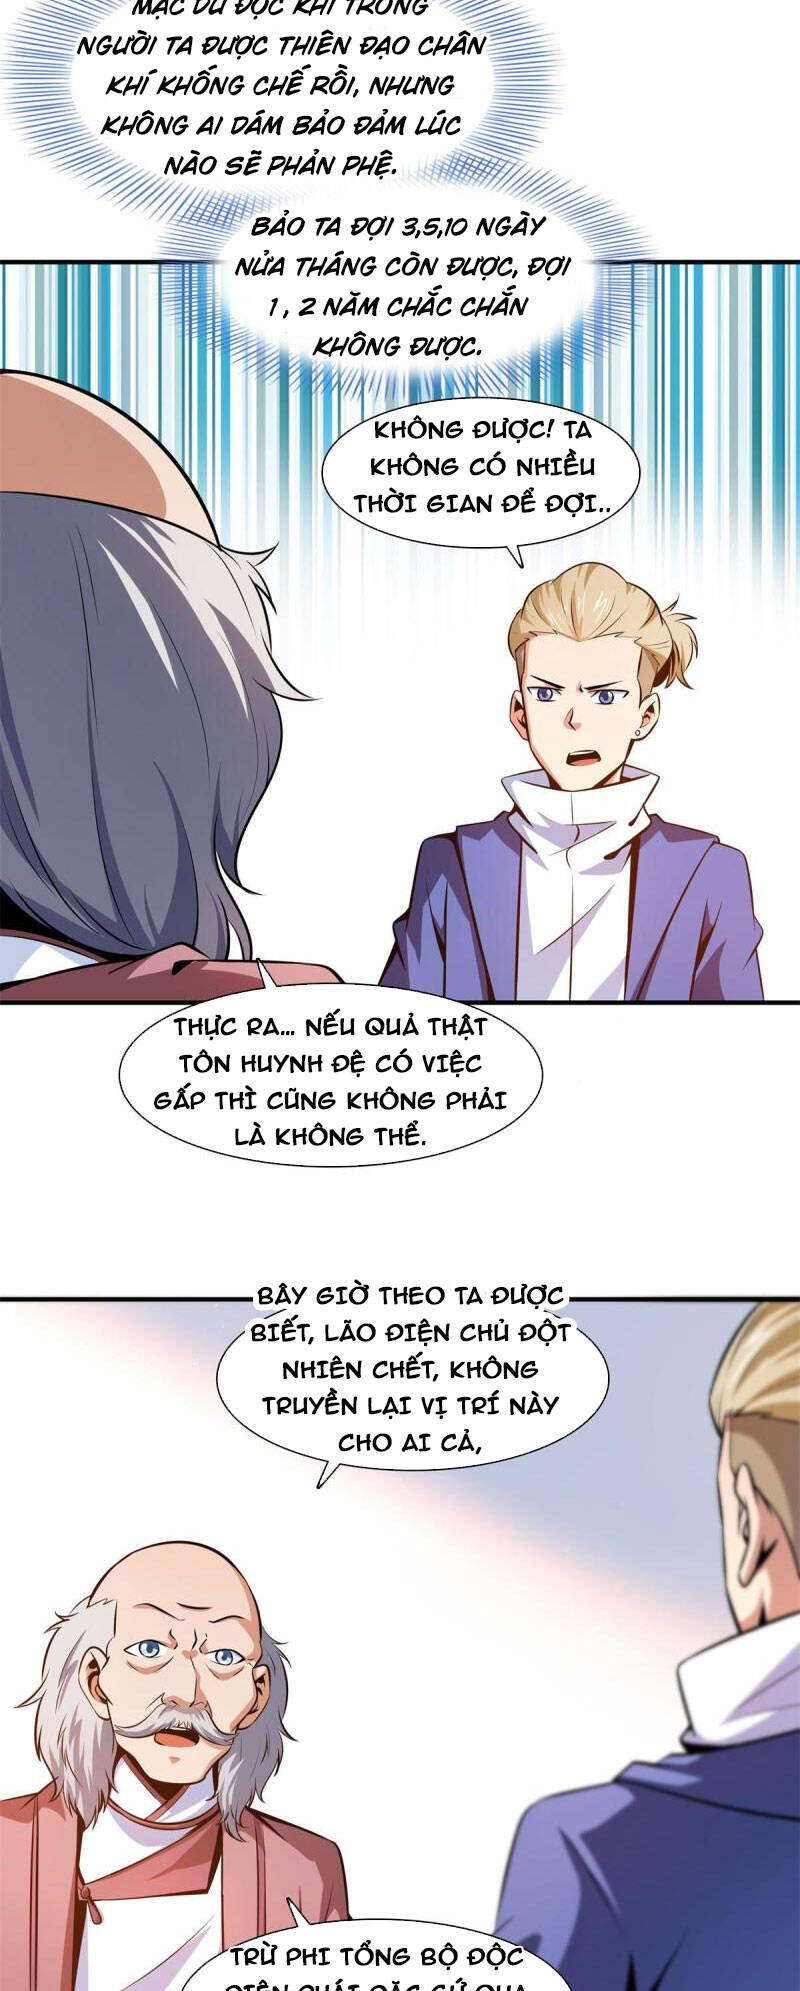 MẶC DÙ ĐỘC KHÍ TRONG
NGƯỜI TA ĐƯỢC THIÊN ĐẠO CHÂN
KHÍ KHỐNG CHẾ RỒI, NHƯNG
KHÔNG AI DÁM BẢO ĐẢM LÚC
NÀO SẼ PHẢN PHỆ.
BẢO TA ĐỢI 3,5,10 NGÀY
NỬA THÁNG CÒN ĐƯỢC, ĐỢI
1, 2 NĂM CHẮC CHẮN
KHÔNG ĐƯỢC.
KHÔNG ĐƯỢC! TA
KHÔNG CÓ NHIỀU
THỜI GIAN ĐỂ ĐỢI..
THỰC RA... NẾU QUẢ THẬT
TÔN HUYNH ĐỆ CÓ VIỆC
GẤP THÌ CŨNG KHÔNG PHẢI
LÀ KHÔNG THỂ.
BÂY GIỜ THEO TA ĐƯỢC
BIẾT, LÃO ĐIỆN CHỦ ĐỘT
NHIÊN CHẾT, KHÔNG
TRUYỀN LẠI VỊ TRÍ NÀY
CHO AI CẢ,
TRỪ PHI TỔNG BỘ ĐỘC
ĐIỆN PHÁI ĐẶC SỨ QUA